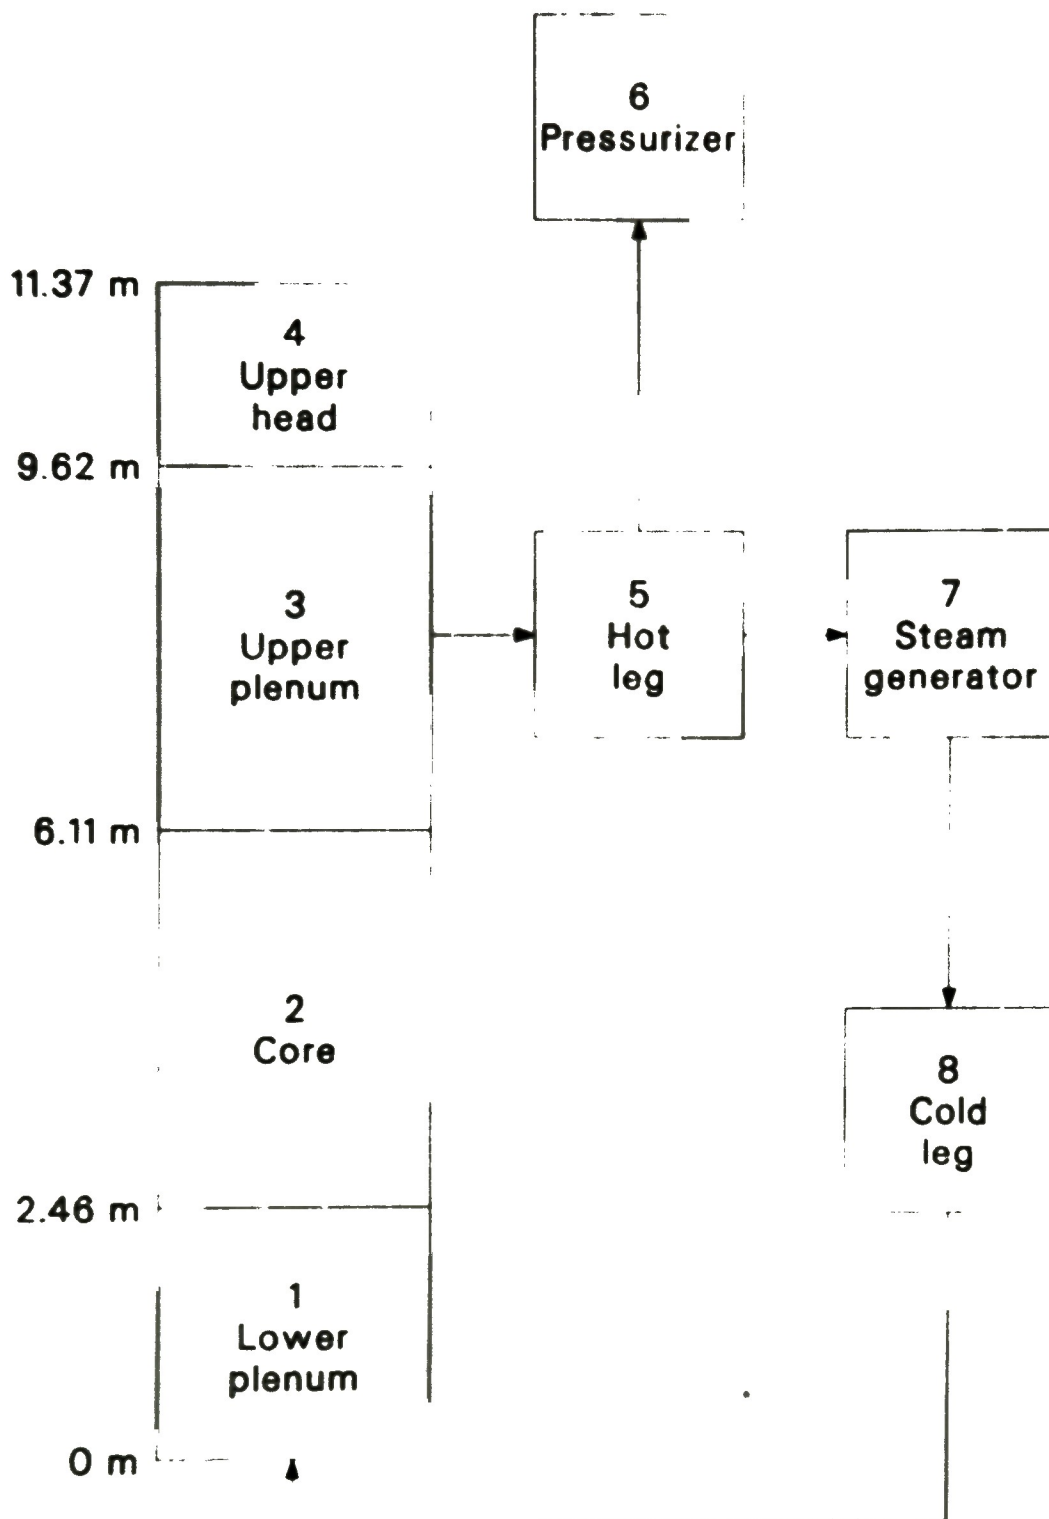 6
Pressurizer
11.37 m
4
Upper
head
9.62 m
3
Upper
plenum
5
Hot
leg
7
Steam
generator
6.11 m
2
Core
8
Cold
leg
2.46 m
1
Lower
plenum
0 m